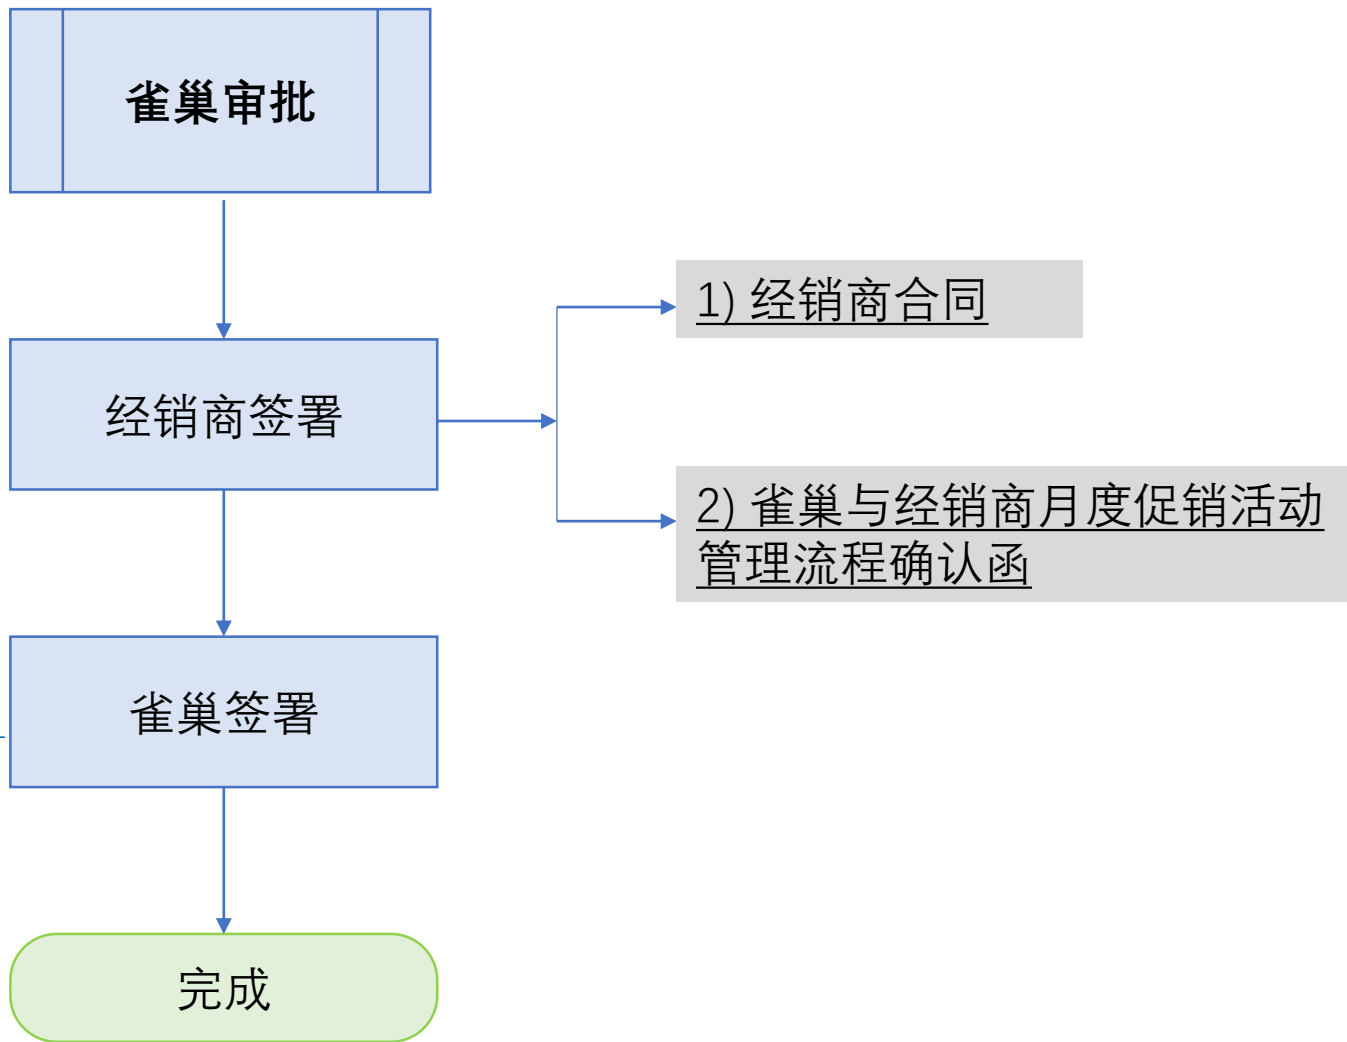 雀巢审批
1) 经销商合同
经销商签署
2) 雀巢与经销商月度促销活动
管理流程确认函
雀巢签署
完成